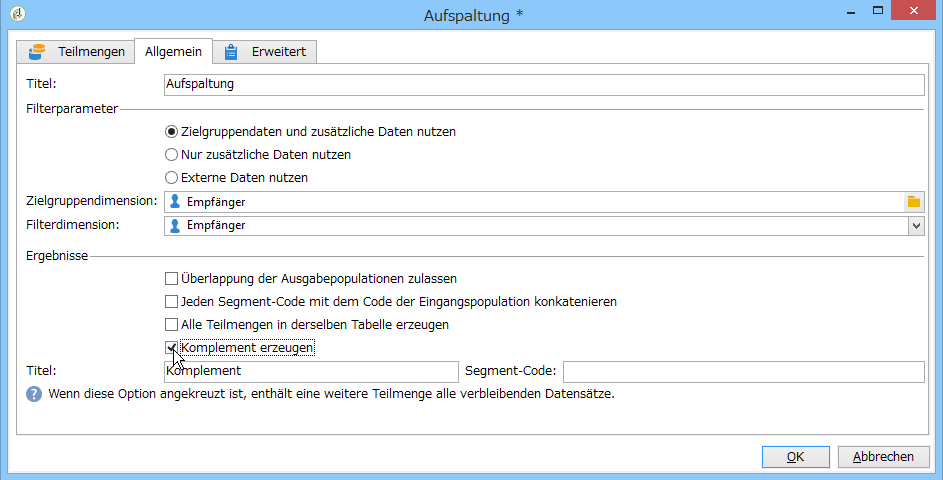 Aufspaltung *
Teilmengen Allgemein Erweitert
Titel: Aufspaltung
Filterparameter
Zielgruppendaten und zusätzliche Daten nutzen
Nur zusätzliche Daten nutzen
Externe Daten nutzen
Zielgruppendimension: Empfänger
Filterdimension: Empfänger
Ergebnisse
Überlappung der Ausgabepopulationen zulassen
Jeden Segment-Code mit dem Code der Eingangspopulation konkatenieren
Alle Teilmengen in derselben Tabelle erzeugen
Komplement erzeugen
Titel: Komplement Segment-Code:
? Wenn diese Option angekreuzt ist, enthält eine weitere Teilmenge alle verbleibenden Datensätze.
OK Abbrechen